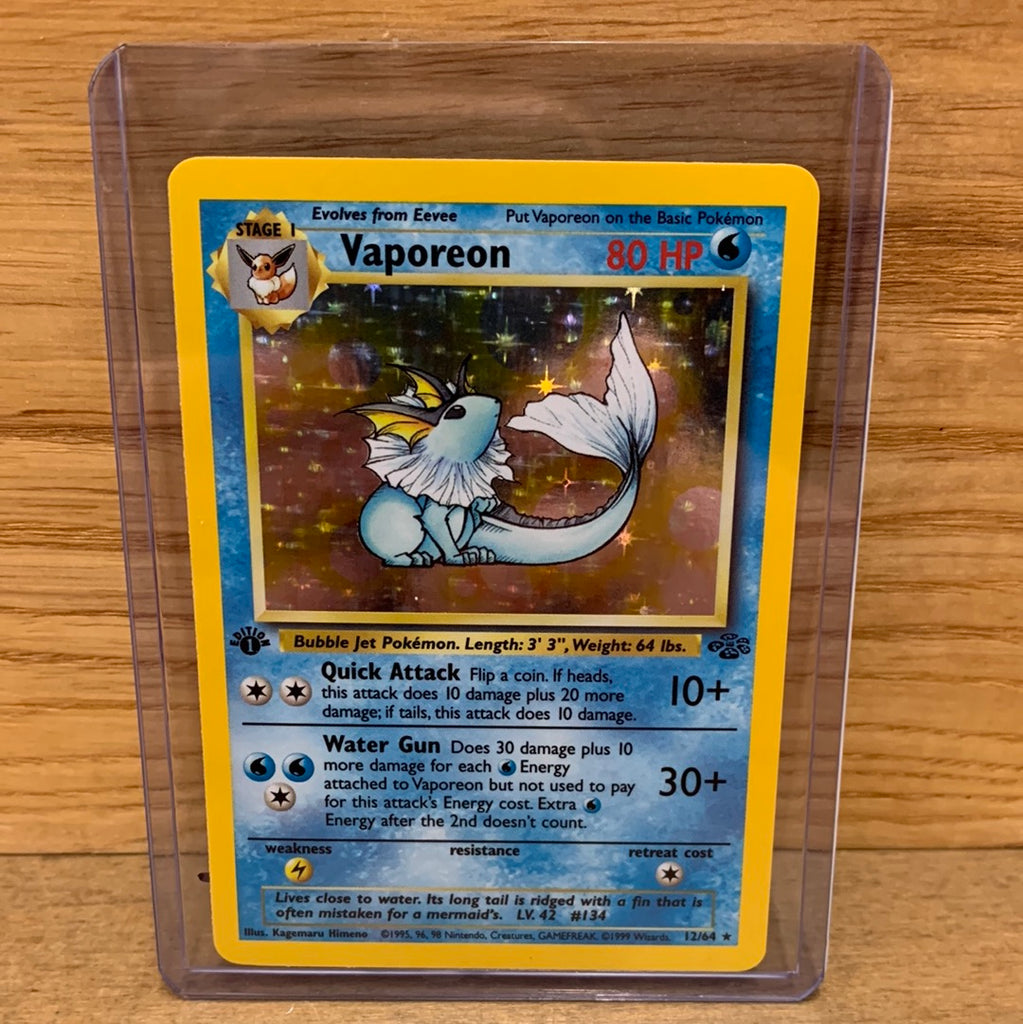 Evolves from Eevee Put Vaporeon on the Basic Pokémon
STAGE 1
Vaporeon 80 HP
EDITION
1
Bubble Jet Pokémon. Length: 3' 3", Weight: 64 lbs.
Quick Attack Flip a coin. If heads,
this attack does 10 damage plus 20 more
damage; if tails, this attack does 10 damage.
10+
Water Gun Does 30 damage plus 10
more damage for each Energy
attached to Vaporeon but not used to pay
for this attack's Energy cost. Extra
Energy after the 2nd doesn't count.
30+
weakness resistance retreat cost
Lives close to water. Its long tail is ridged with a fin that is
often mistaken for a mermaid's. LV. 42 #134
Illus. Kagemaru Himeno ©1995, 96, 98 Nintendo, Creatures, GAMEFREAK. ©1999 Wizards. 12/64 ★